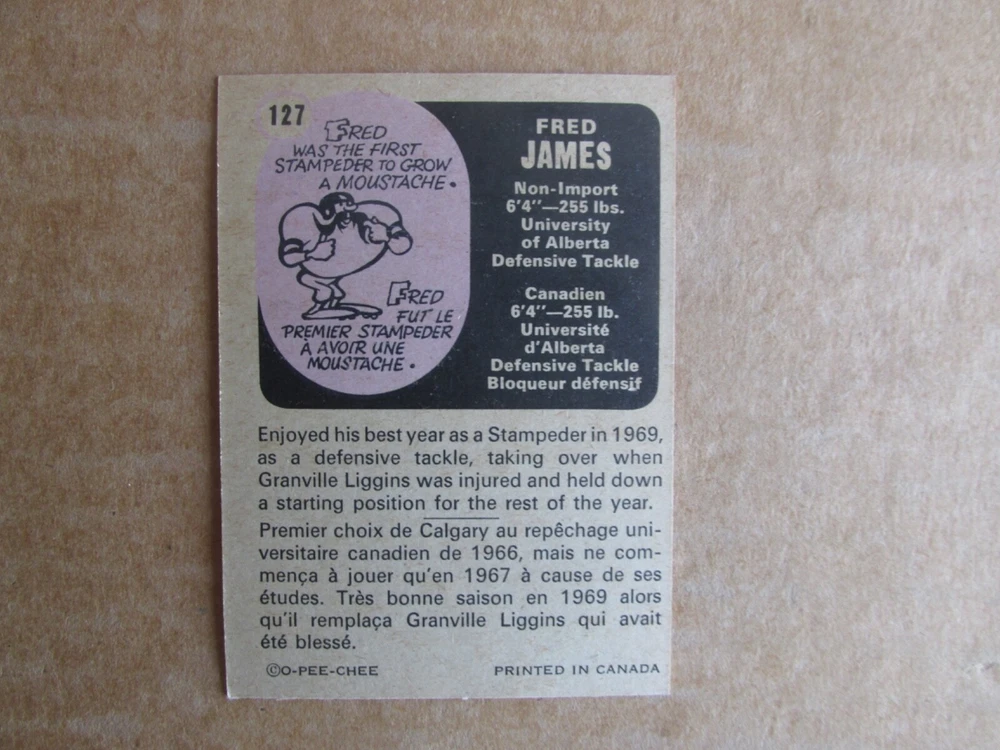 127
FRED
WAS THE FIRST
STAMPEDER TO GROW
A MOUSTACHE.
FRED
FUT LE
PREMIER STAMPEDER
À AVOIR UNE
MOUSTACHE.
FRED
JAMES
Non-Import
6'4"—255 lbs.
University
of Alberta
Defensive Tackle
Canadien
6'4"—255 lb.
Université
d'Alberta
Defensive Tackle
Bloqueur défensif
Enjoyed his best year as a Stampeder in 1969,
as a defensive tackle, taking over when
Granville Liggins was injured and held down
a starting position for the rest of the year.
Premier choix de Calgary au repêchage uni-
versitaire canadien de 1966, mais ne com-
mença à jouer qu'en 1967 à cause de ses
études. Très bonne saison en 1969 alors
qu'il remplaça Granville Liggins qui avait
été blessé.
©O-PEE-CHEE
PRINTED IN CANADA